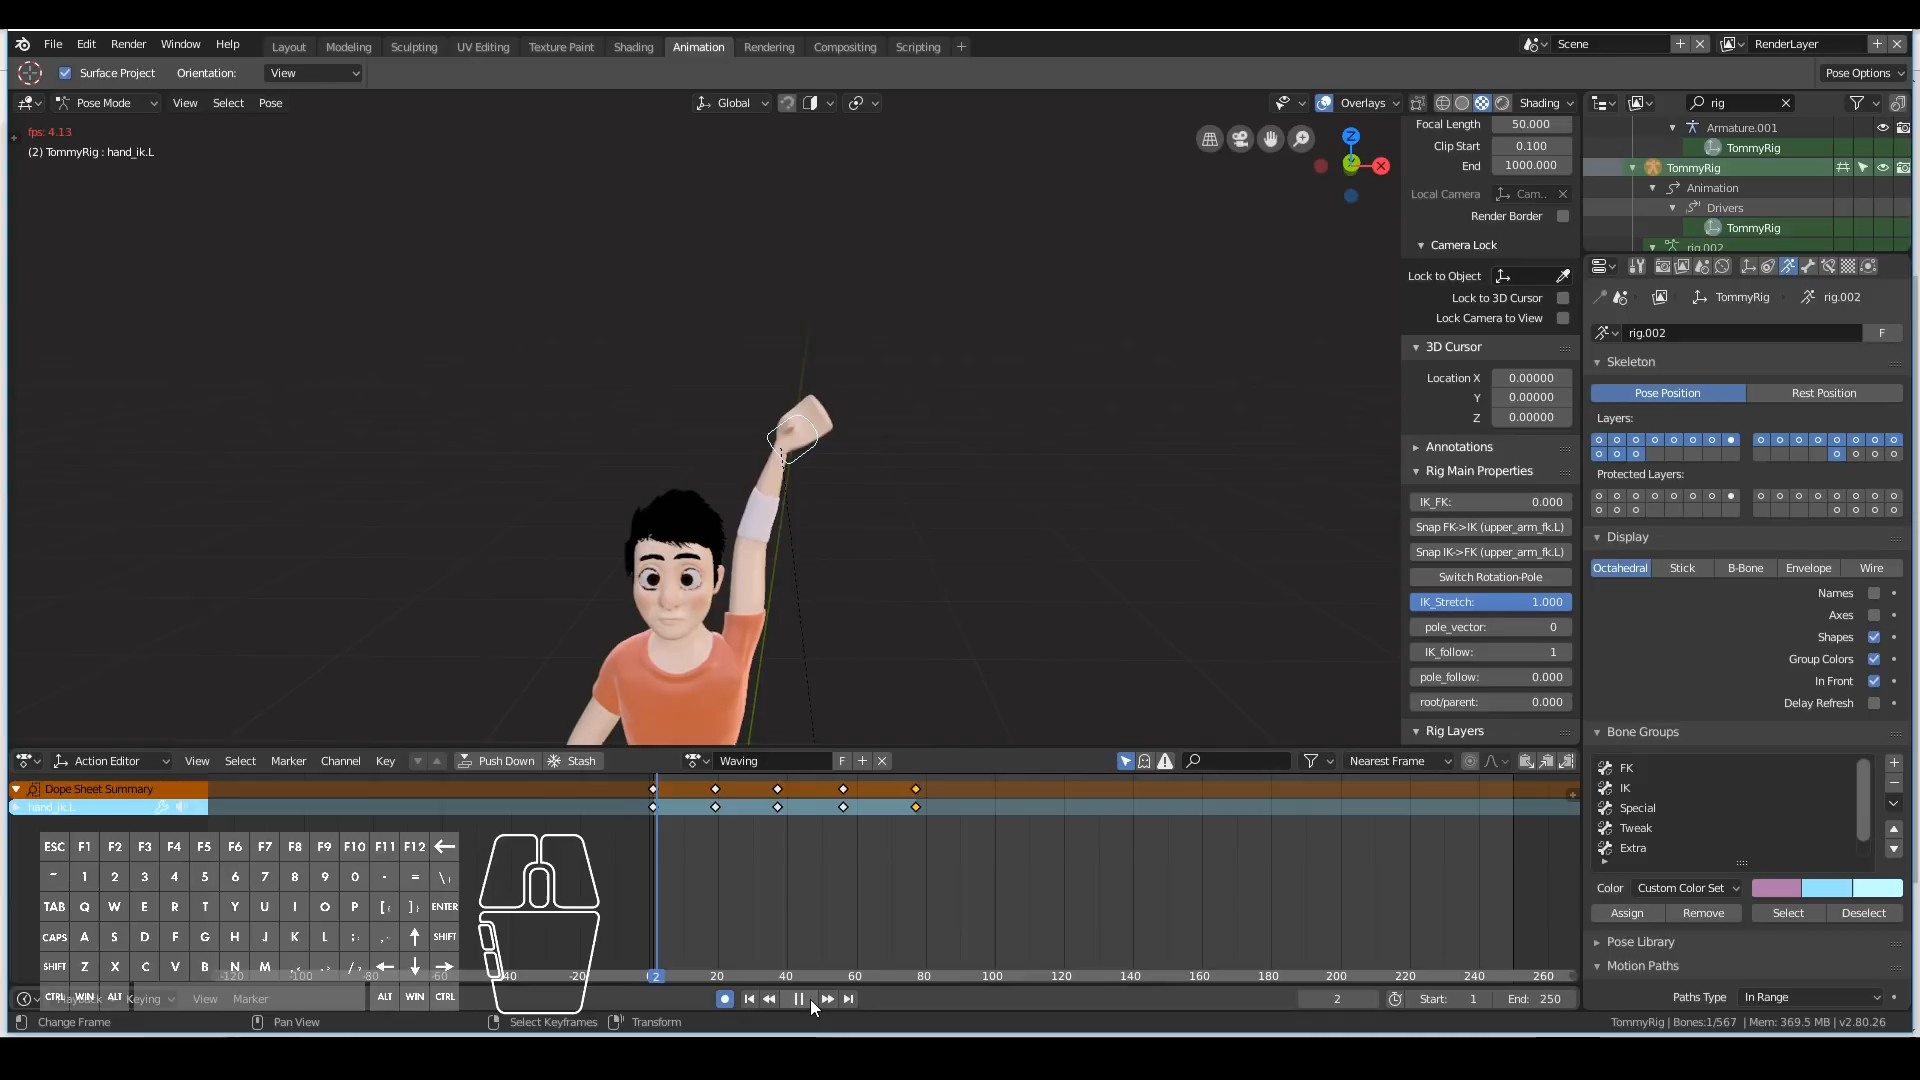 File Edit Render Window Help Layout Modeling Sculpting UV Editing Texture Paint Shading Animation Rendering Compositing Scripting + Scene RenderLayer
Surface Project Orientation: View Pose Options
Pose Mode View Select Pose Global Overlays Shading rig
fps: 4.13
(2) TommyRig : hand_ik.L
Z
X
Focal Length 50.000
Clip Start 0.100
End 1000.000
Local Camera Cam..
Render Border
Camera Lock
Lock to Object
Lock to 3D Cursor
Lock Camera to View
3D Cursor
Location X 0.00000
Y 0.00000
Z 0.00000
Annotations
Rig Main Properties
IK_FK: 0.000
Snap FK->IK (upper_arm_fk.L)
Snap IK->FK (upper_arm_fk.L)
Switch Rotation-Pole
IK_Stretch: 1.000
pole_vector: 0
IK_follow: 1
pole_follow: 0.000
root/parent: 0.000
Rig Layers
Armature.001
TommyRig
TommyRig
Animation
Drivers
TommyRig
rig.002
TommyRig rig.002
rig.002 F
Skeleton
Pose Position Rest Position
Layers:
Protected Layers:
Display
Octahedral Stick B-Bone Envelope Wire
Names
Axes
Shapes
Group Colors
In Front
Delay Refresh
Bone Groups
FK
IK
Special
Tweak
Extra
Color Custom Color Set
Assign Remove Select Deselect
Pose Library
Motion Paths
Paths Type In Range
Action Editor View Select Marker Channel Key Push Down Stash Waving F Nearest Frame
Dope Sheet Summary
hand_ik.L
ESC F1 F2 F3 F4 F5 F6 F7 F8 F9 F10 F11 F12
~ 1 2 3 4 5 6 7 8 9 0 - = \
TAB Q W E R T Y U I O P [ ] ENTER
CAPS A S D F G H J K L ; , SHIFT
SHIFT Z X C V B N M , . /
CTRL WIN ALT ALT WIN CTRL
-120 -100 -80 -60 -40 -20 2 20 40 60 80 100 120 140 160 180 200 220 240 260
Playback Keying View Marker 2 Start: 1 End: 250
Change Frame Pan View Select Keyframes Transform TommyRig | Bones:1/567 | Mem: 369.5 MB | v2.80.26